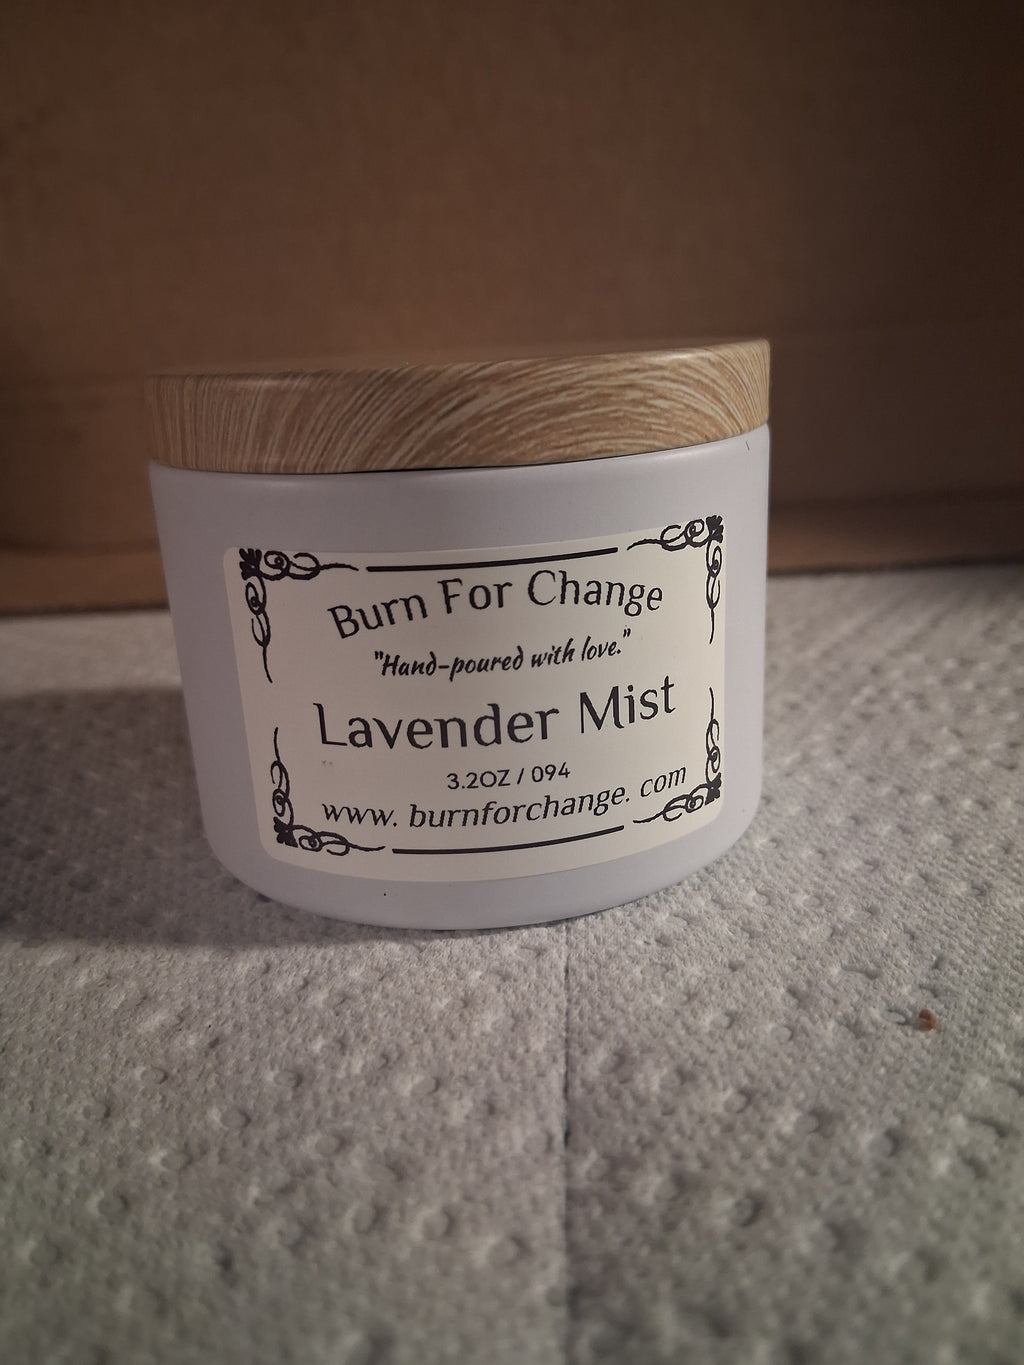 Burn For Change
"Hand-poured with love."
Lavender Mist
3.2OZ / 094
www. burnforchange. com